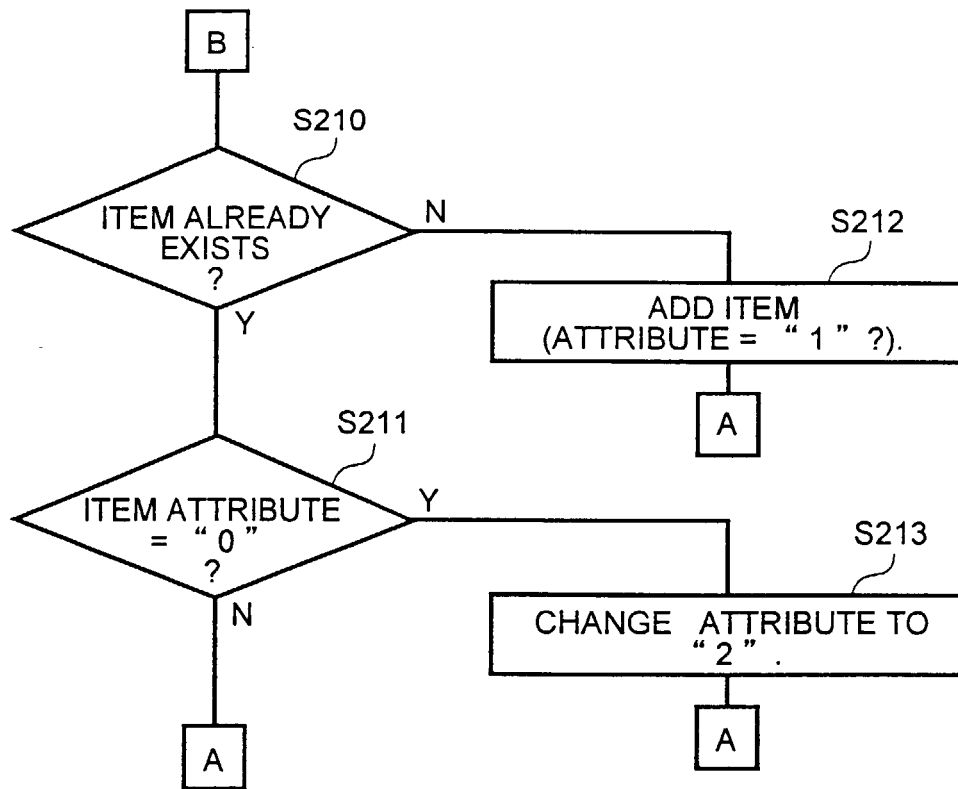 B
S210
ITEM ALREADY
EXISTS
?
N
Y
S212
ADD ITEM
(ATTRIBUTE = “ 1 ” ?).
A
S211
ITEM ATTRIBUTE
= “ 0 ”
?
Y
N
S213
CHANGE ATTRIBUTE TO
“ 2 ” .
A
A